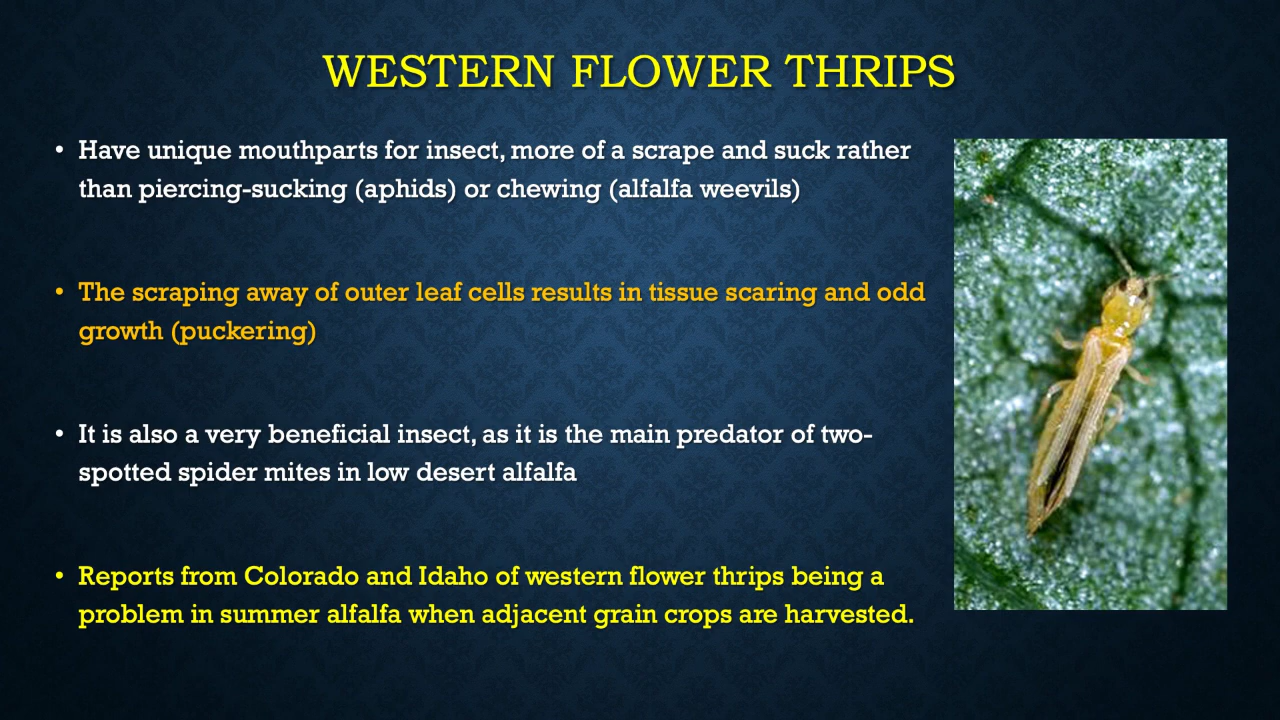 WESTERN FLOWER THRIPS
• Have unique mouthparts for insect, more of a scrape and suck rather
than piercing-sucking (aphids) or chewing (alfalfa weevils)
• The scraping away of outer leaf cells results in tissue scaring and odd
growth (puckering)
• It is also a very beneficial insect, as it is the main predator of two-
spotted spider mites in low desert alfalfa
• Reports from Colorado and Idaho of western flower thrips being a
problem in summer alfalfa when adjacent grain crops are harvested.